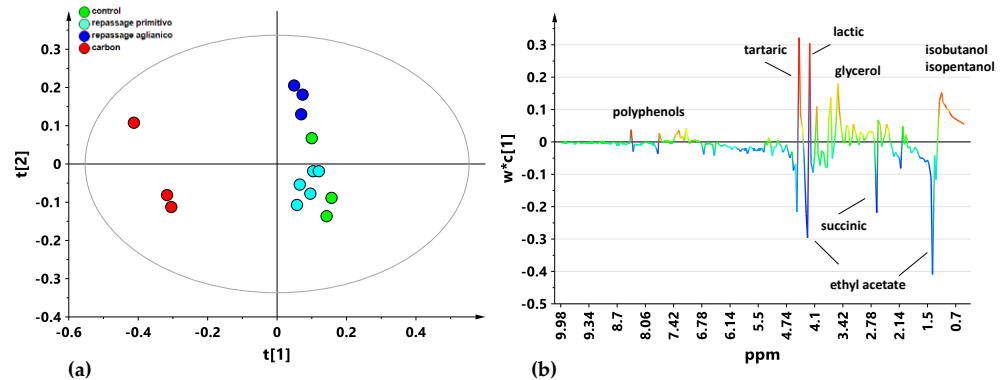 control
repassage primitivo
repassage aglianico
carbon
t[2]
0.3
0.2
0.1
0
-0.1
-0.2
-0.3
-0.4
-0.6
-0.4
-0.2
0
0.2
0.4
t[1]
(a)
w*c[1]
0.3
0.2
0.1
0
-0.1
-0.2
-0.3
-0.4
-0.5
polyphenols
tartaric
lactic
glycerol
isobutanol
isopentanol
succinic
ethyl acetate
9.98
9.34
8.7
8.06
7.42
6.78
6.14
5.5
4.74
4.1
3.42
2.78
2.14
1.5
0.7
ppm
(b)